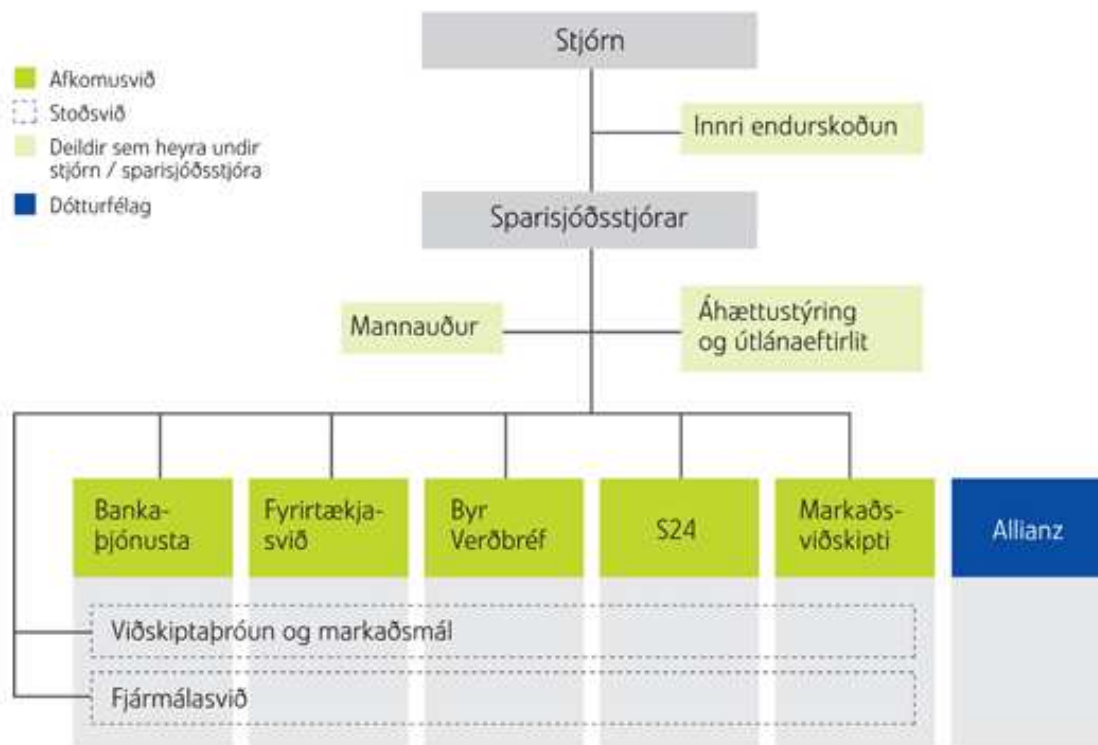 Stjórn
Afkomusvið
Stoðsvið
Deildir sem heyra undir
stjórn / sparisjóðsstjóra
Dótturfélag
Innri endurskoðun
Sparisjóðsstjórar
Mannauður
Áhættustýring
og útlánaeftirlit
Banka-
þjónusta
Fyrirtækja-
svið
Byr
Verðbréf
S24
Markaðs-
viðskipti
Allianz
Viðskiptaþróun og markaðsmál
Fjármálasvið